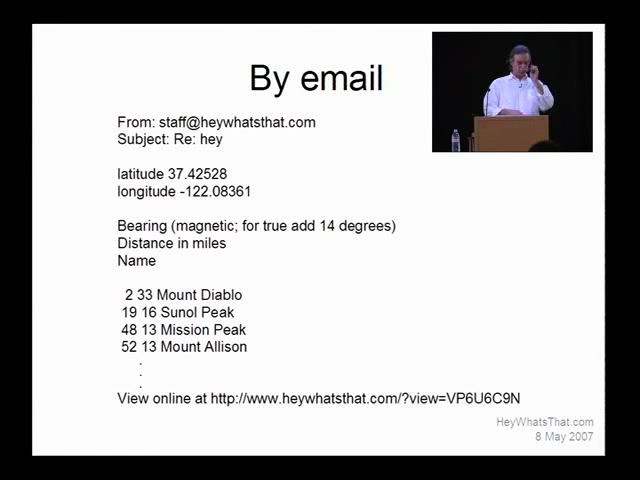 By email
From: staff@heywhatsthat.com
Subject: Re: hey
latitude 37.42528
longitude -122.08361
Bearing (magnetic; for true add 14 degrees)
Distance in miles
Name
2 33 Mount Diablo
19 16 Sunol Peak
48 13 Mission Peak
52 13 Mount Allison
.
.
.
View online at http://www.heywhatsthat.com/?view=VP6U6C9N
HeyWhatsThat.com
8 May 2007